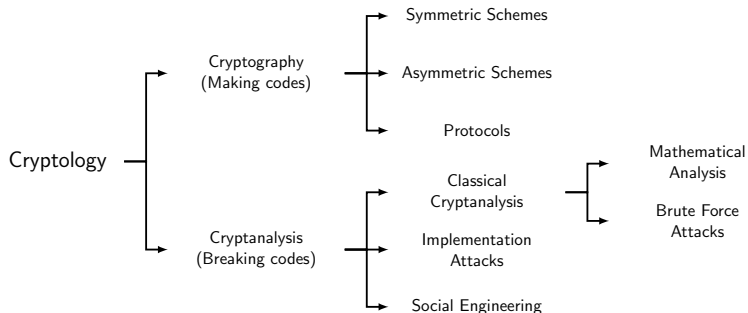 Cryptology
Cryptography
(Making codes)
Symmetric Schemes
Asymmetric Schemes
Protocols
Cryptanalysis
(Breaking codes)
Classical
Cryptanalysis
Mathematical
Analysis
Brute Force
Attacks
Implementation
Attacks
Social Engineering